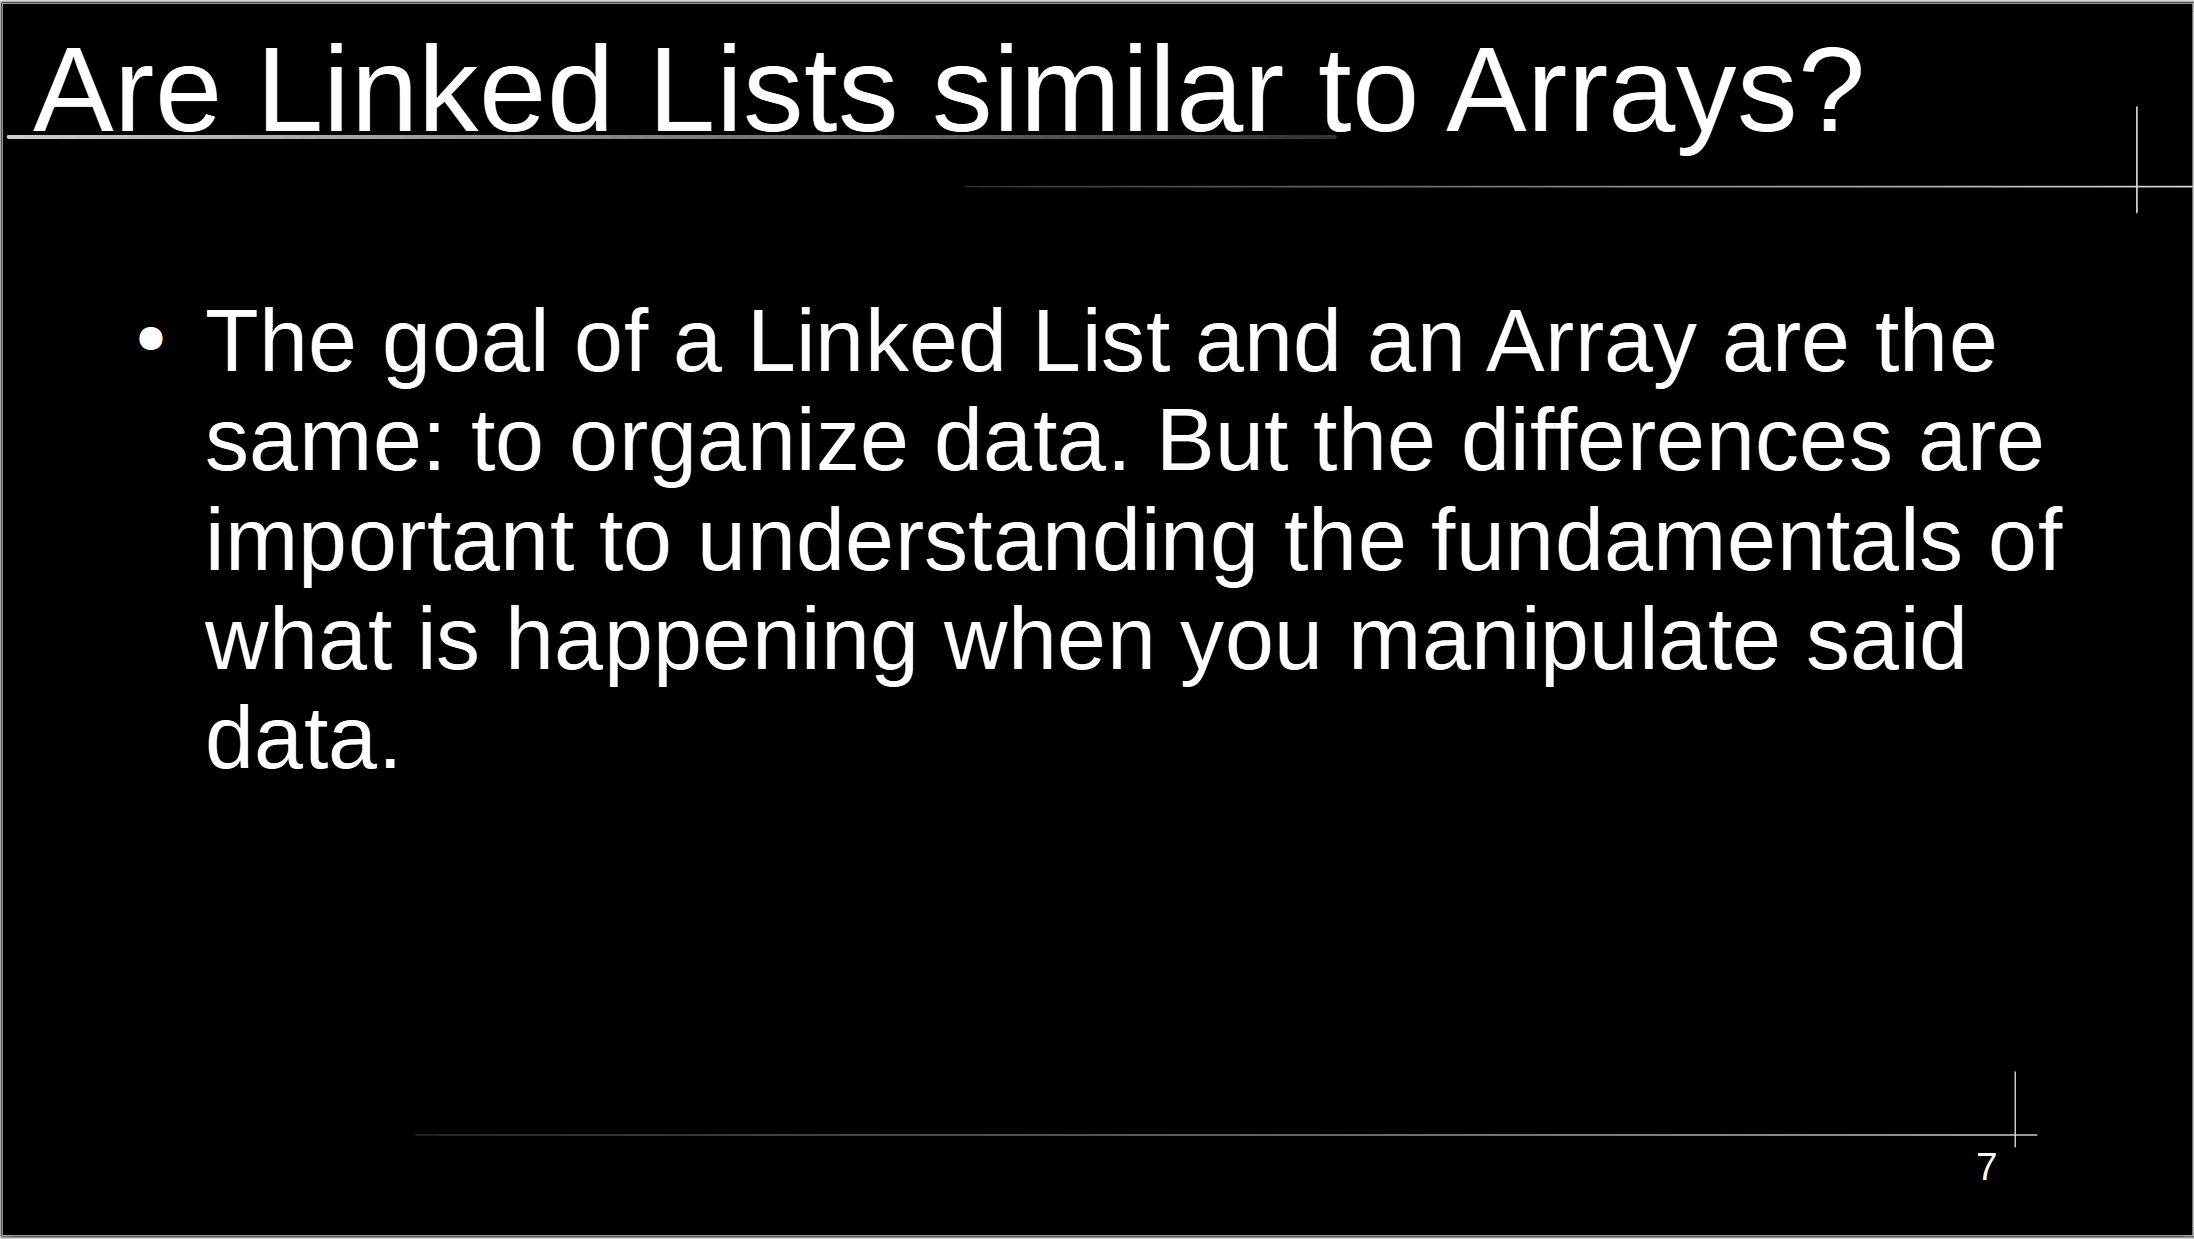 Are Linked Lists similar to Arrays?
• The goal of a Linked List and an Array are the
same: to organize data. But the differences are
important to understanding the fundamentals of
what is happening when you manipulate said
data.
7